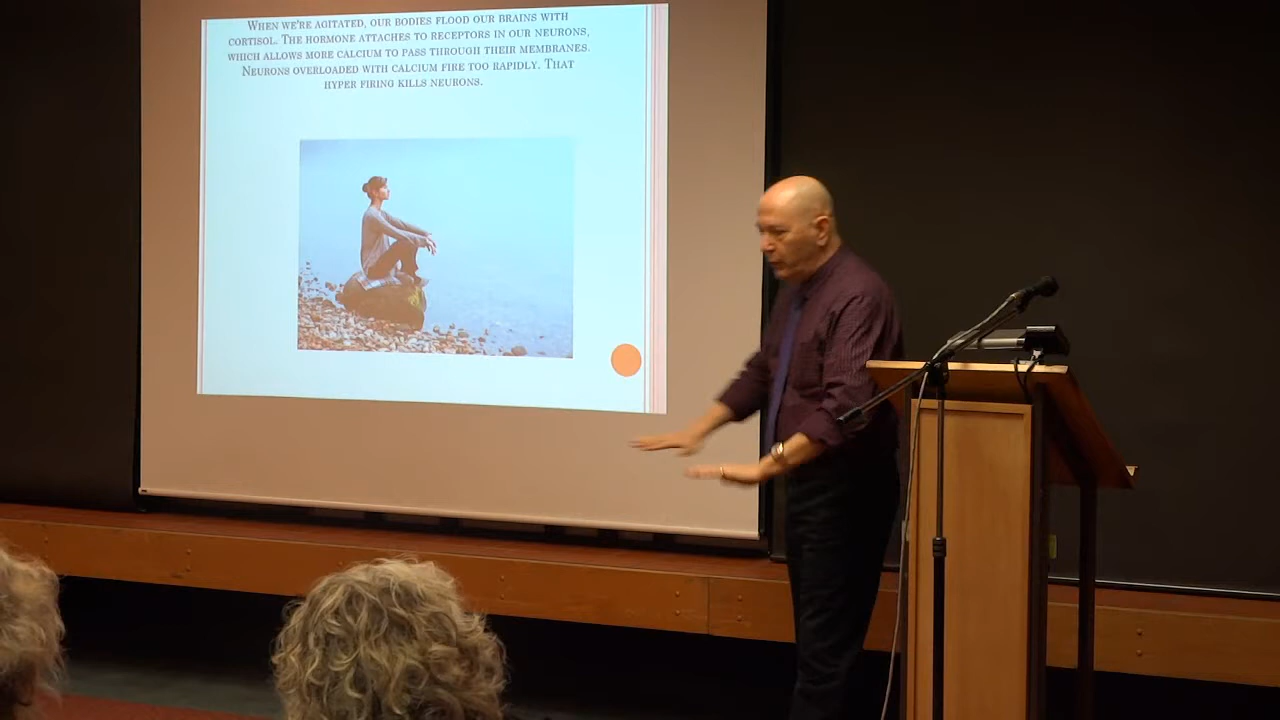 WHEN WE'RE AGITATED, OUR BODIES FLOOD OUR BRAINS WITH
CORTISOL. THE HORMONE ATTACHES TO RECEPTORS IN OUR NEURONS,
WHICH ALLOWS MORE CALCIUM TO PASS THROUGH THEIR MEMBRANES.
NEURONS OVERLOADED WITH CALCIUM FIRE TOO RAPIDLY. THAT
HYPER FIRING KILLS NEURONS.